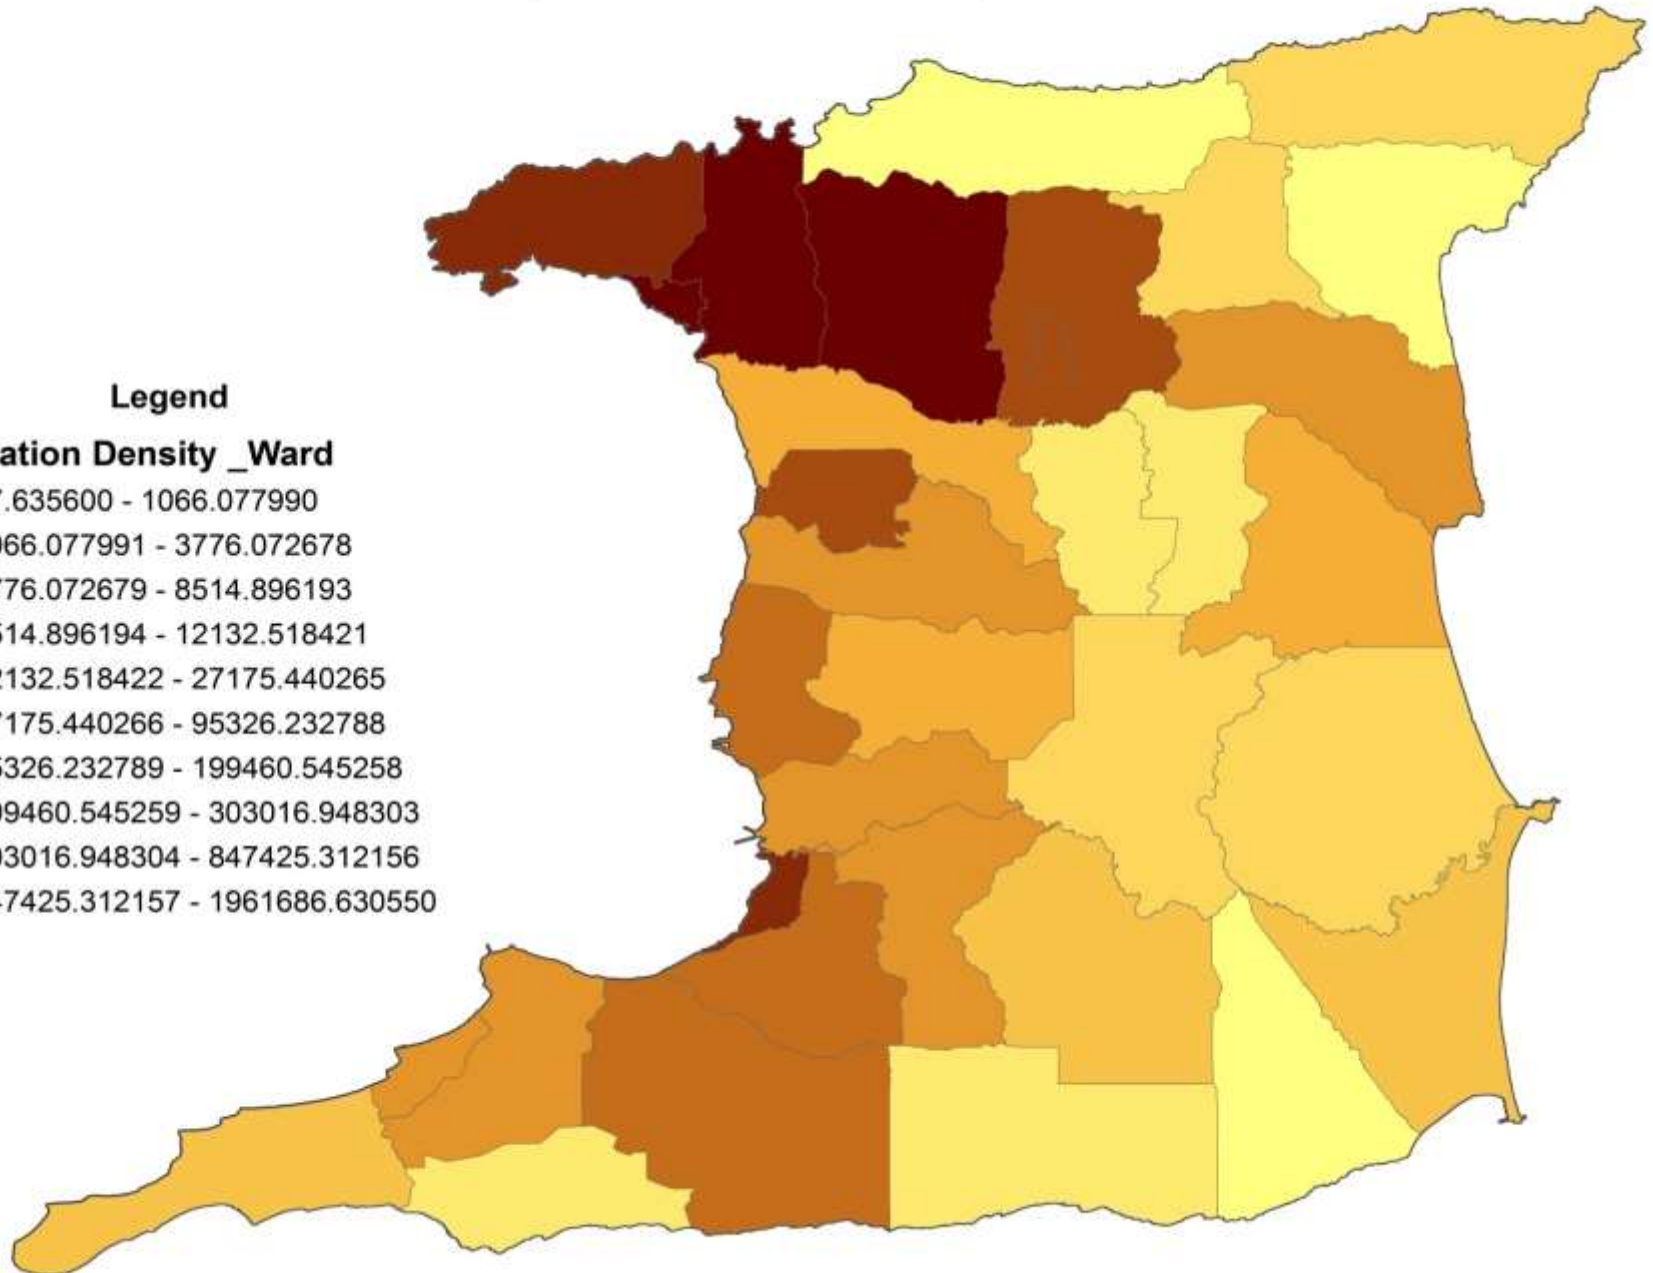 Legend
ation Density _Ward
7.635600 - 1066.077990
066.077991 - 3776.072678
776.072679 - 8514.896193
514.896194 - 12132.518421
2132.518422 - 27175.440265
7175.440266 - 95326.232788
5326.232789 - 199460.545258
99460.545259 - 303016.948303
03016.948304 - 847425.312156
47425.312157 - 1961686.630550